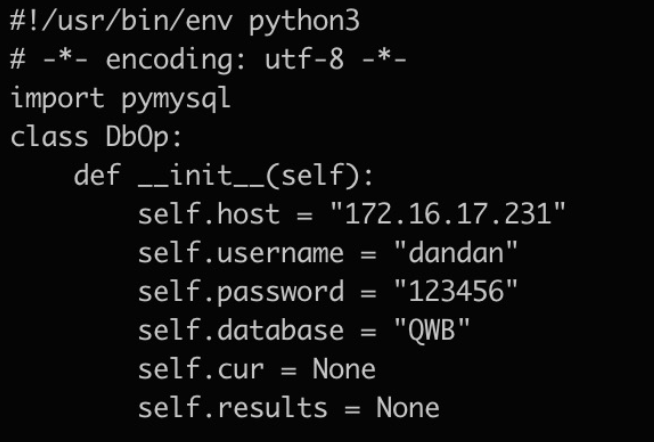 #!/usr/bin/env python3
# -*- encoding: utf-8 -*-
import pymysql
class DbOp:
    def __init__(self):
        self.host = "172.16.17.231"
        self.username = "dandan"
        self.password = "123456"
        self.database = "QWB"
        self.cur = None
        self.results = None